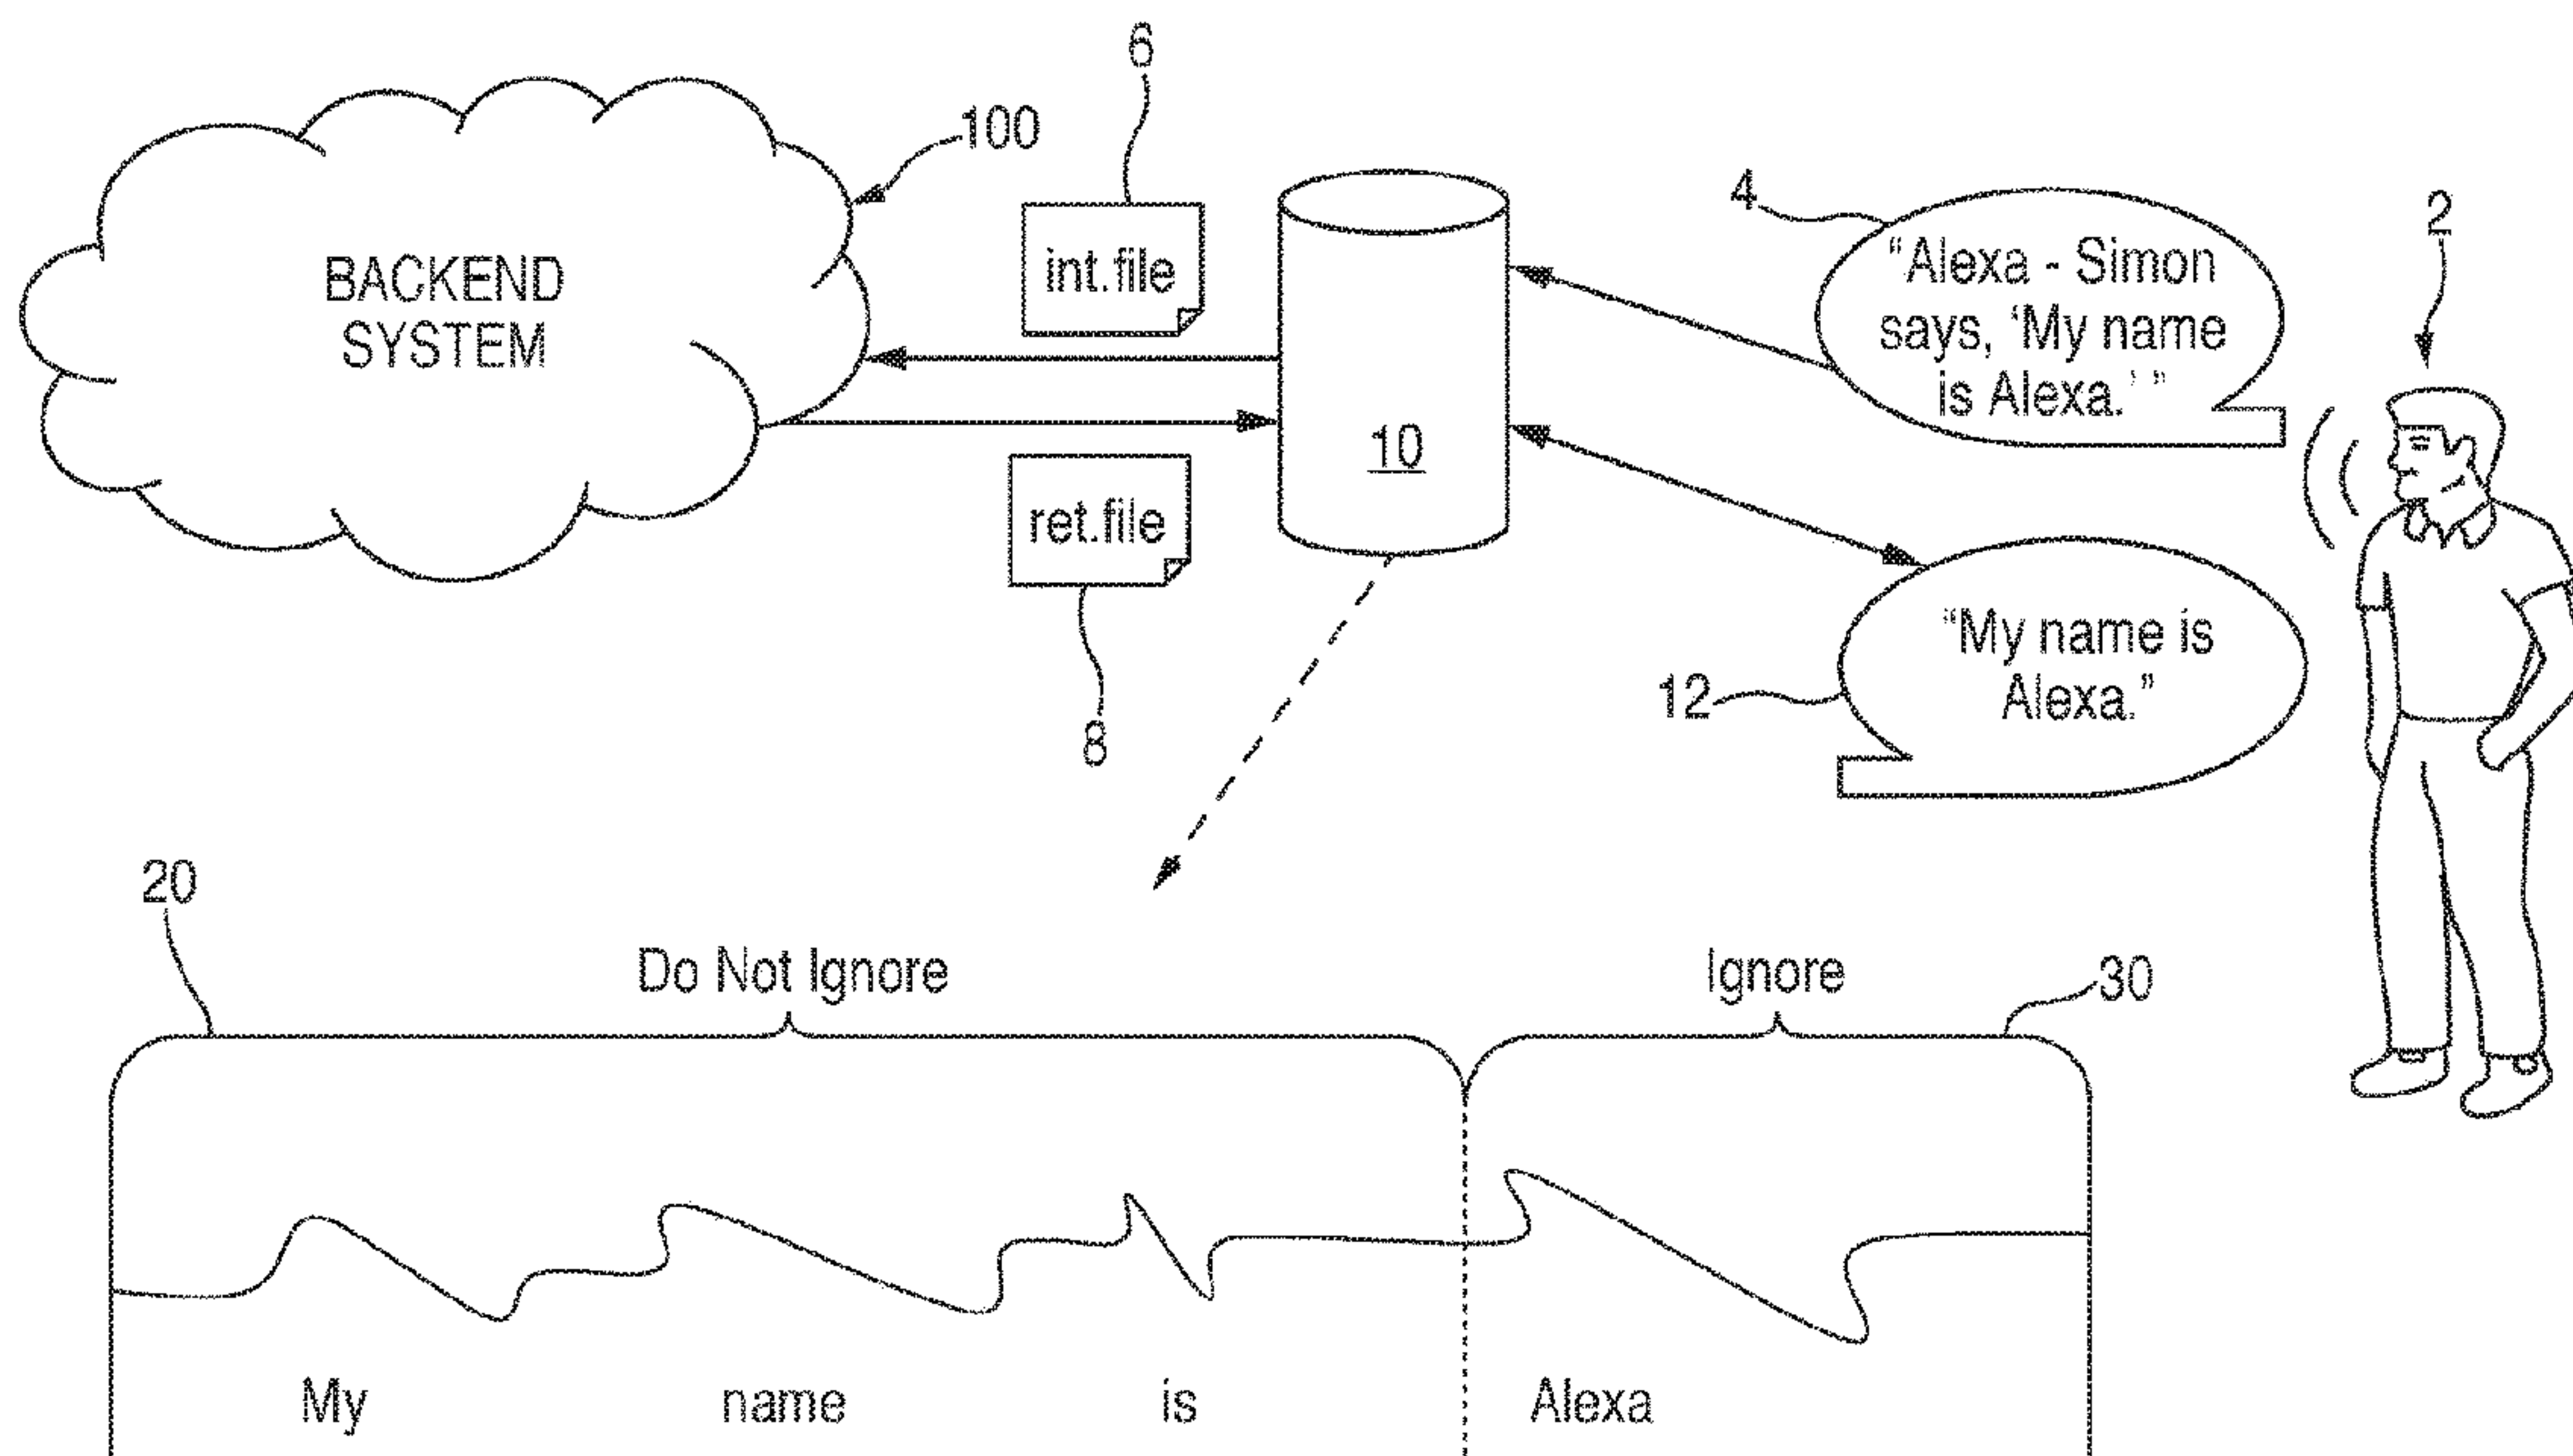 6
100
BACKEND
SYSTEM
int.file
4
"Alexa - Simon
says, 'My name
is Alexa.' "
2
10
ret.file
8
"My name is
Alexa."
12
20
Do Not Ignore
Ignore
30
My name is Alexa